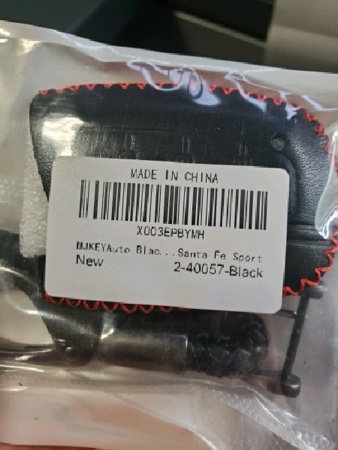 MADE IN CHINA
X003EPBYMH
MJKEYAuto Blac...Santa Fe Sport
New 2-40057-Black